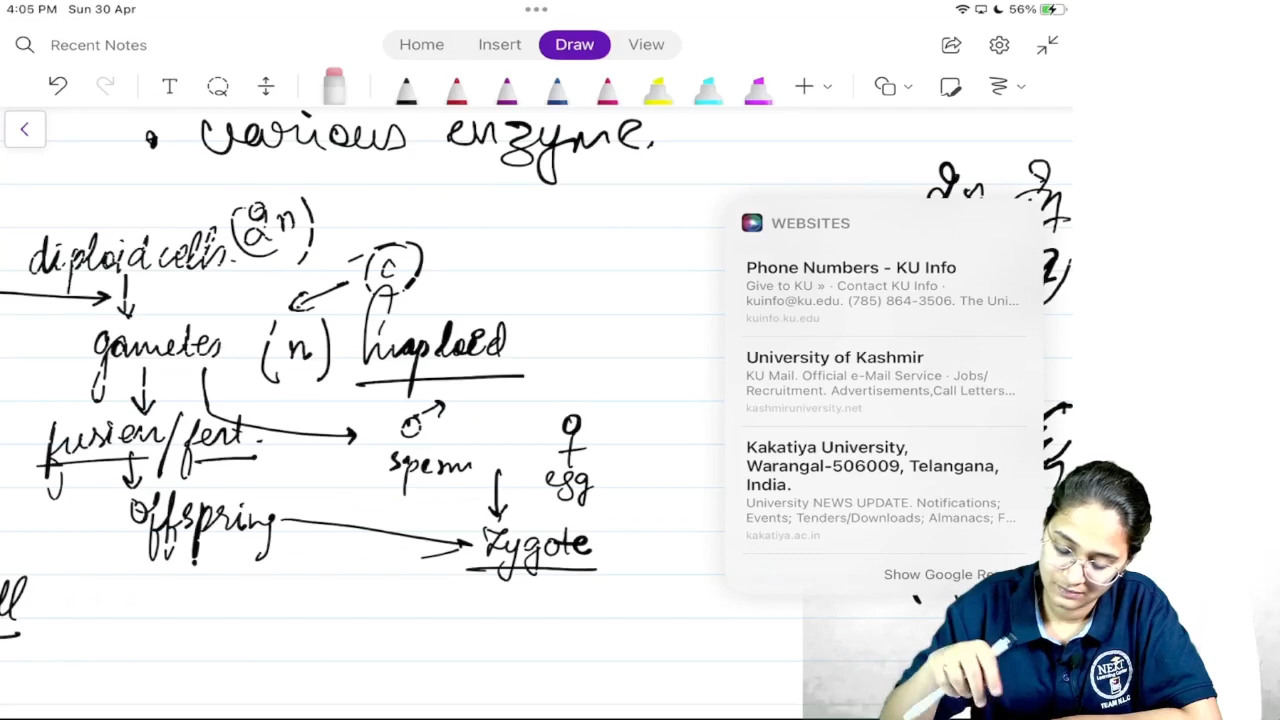 4:05 PM Sun 30 Apr
56%
Recent Notes
Home Insert Draw View
• various enzyme.
diploid cells. (2n)
gametes (n) haploid
fusion/fert.
sperm
egg
offspring
zygote
WEBSITES
Phone Numbers - KU Info
Give to KU » · Contact KU Info ·
kuinfo@ku.edu. (785) 864-3506. The Uni...
kuinfo.ku.edu
University of Kashmir
KU Mail. Official e-Mail Service · Jobs/
Recruitment. Advertisements,Call Letters...
kashmiruniversity.net
Kakatiya University,
Warangal-506009, Telangana,
India.
University NEWS UPDATE. Notifications;
Events; Tenders/Downloads; Almanacs; F...
kakatiya.ac.in
Show Google Re
NEXT
Learning
TEAM N.L.C